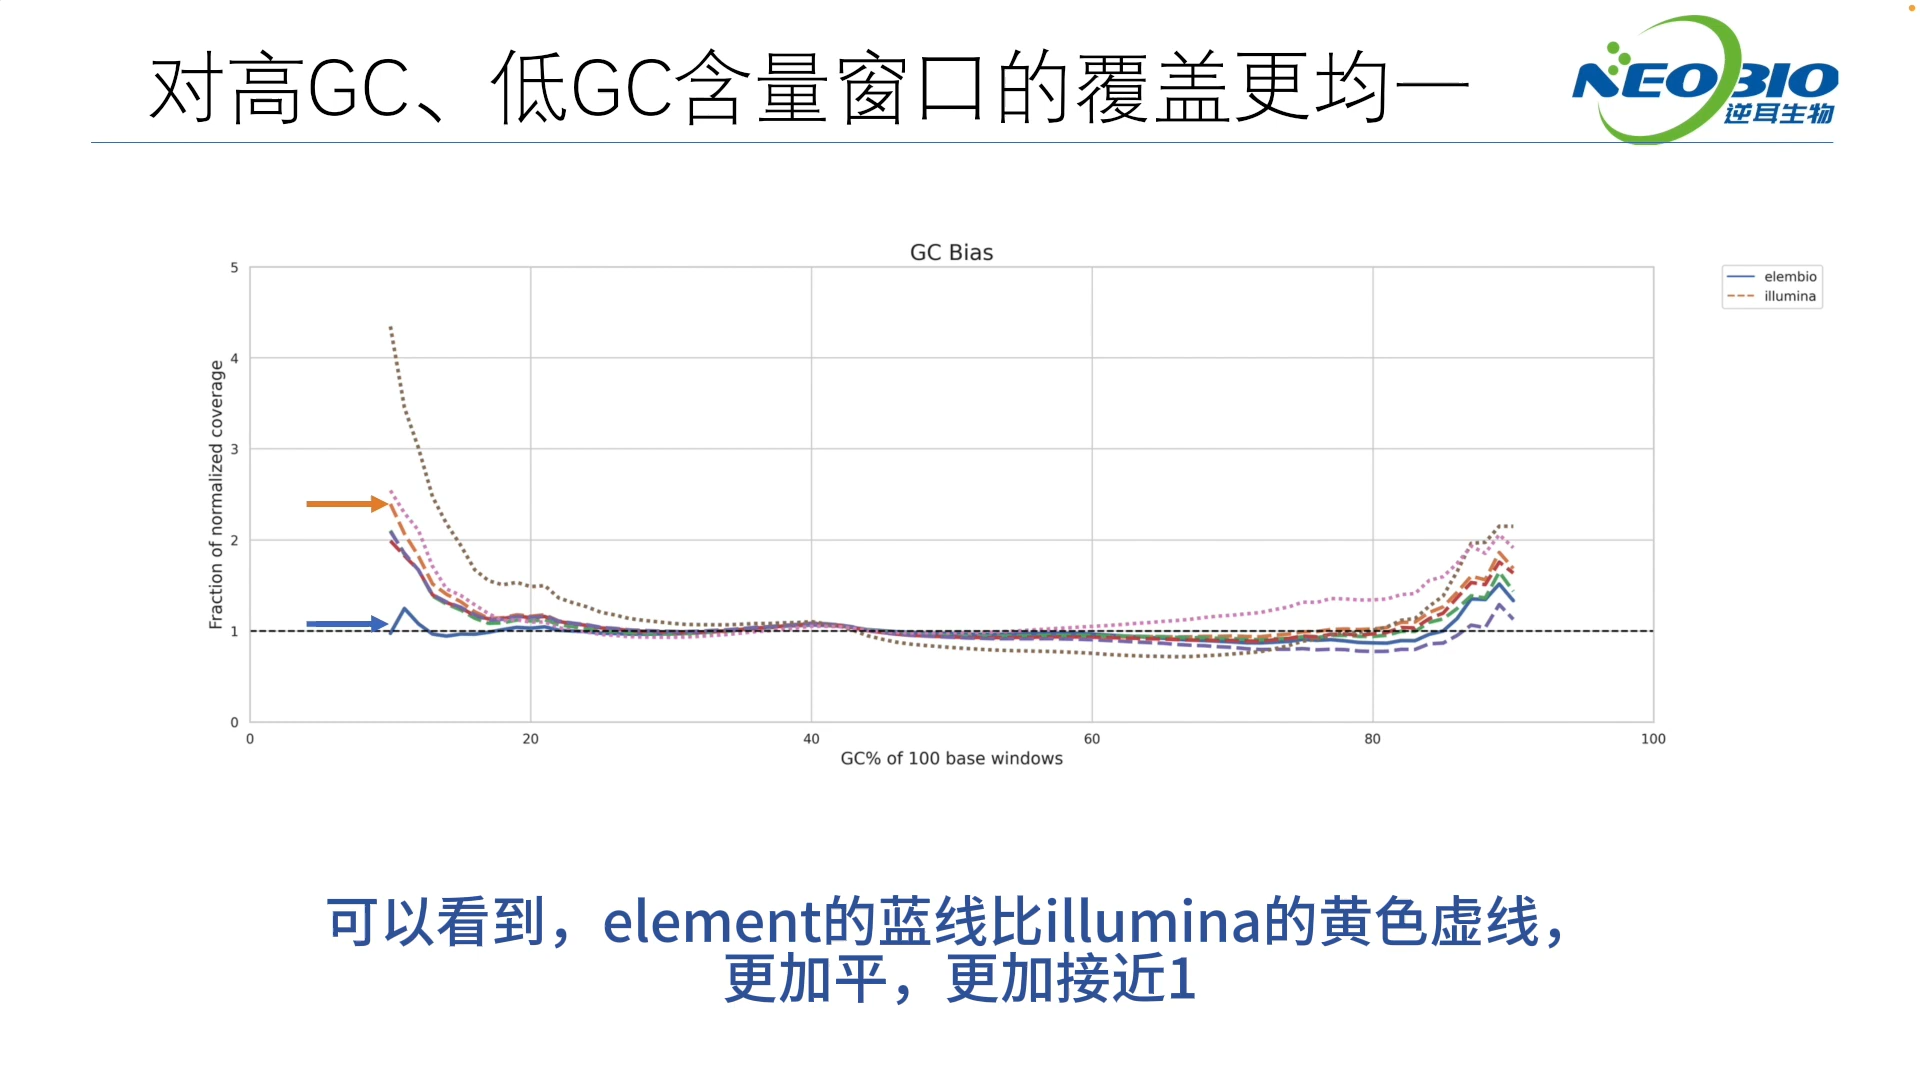 对高GC、低GC含量窗口的覆盖更均一
NEOBIO
逆耳生物
GC Bias
elembio
illumina
Fraction of normalized coverage
5
4
3
2
1
0
0 20 40 60 80 100
GC% of 100 base windows
可以看到，element的蓝线比illumina的黄色虚线，
更加平，更加接近1